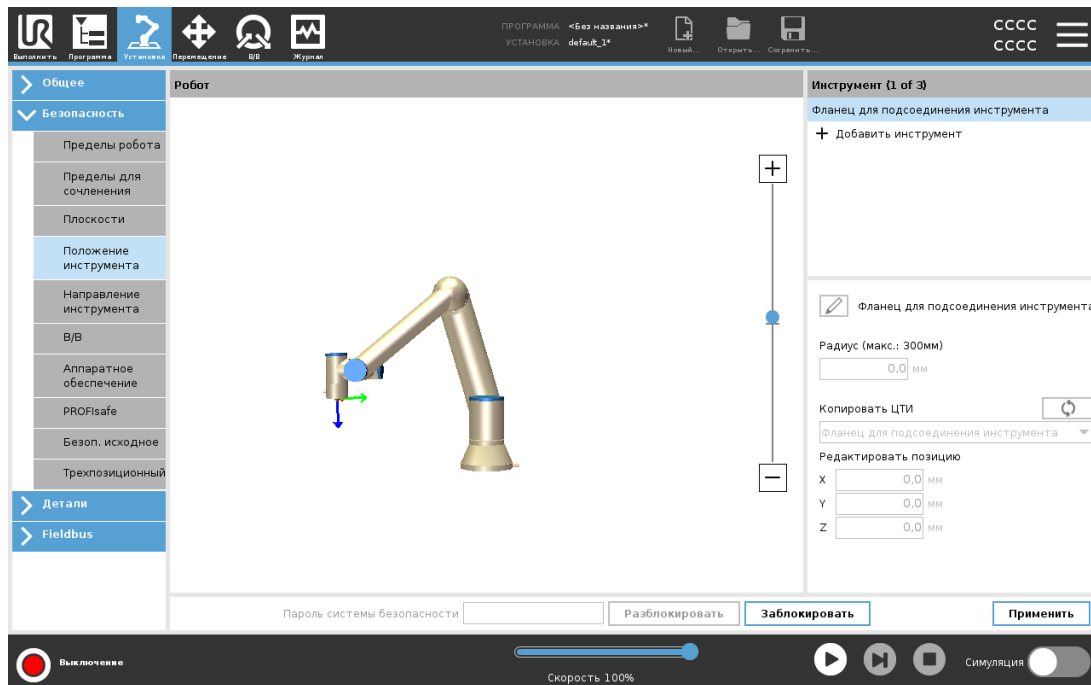 UR
Выполнить
Программа
Установка
Перемещение
В/В
Журнал
ПРОГРАММА <Без названия>*
УСТАНОВКА default_1*
Новый...
Открыть...
Сохранить...
CCCC
CCCC
Общее
Безопасность
Пределы робота
Пределы для
сочленения
Плоскости
Положение
инструмента
Направление
инструмента
В/В
Аппаратное
обеспечение
PROFIsafe
Безоп. исходное
Трехпозиционный
Детали
Fieldbus
Робот
Инструмент (1 of 3)
Фланец для подсоединения инструмента
Добавить инструмент
Фланец для подсоединения инструмента
Радиус (макс.: 300мм)
0,0 мм
Копировать ЦТИ
Фланец для подсоединения инструмента
Редактировать позицию
X 0,0 мм
Y 0,0 мм
Z 0,0 мм
Пароль системы безопасности
Разблокировать
Заблокировать
Применить
Выключение
Скорость 100%
Симуляция